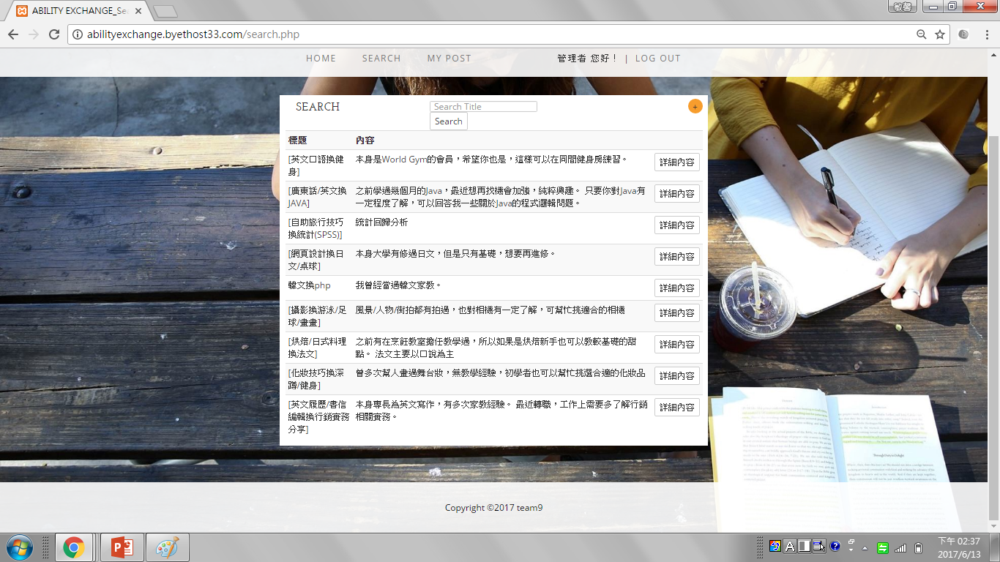 ABILITY EXCHANGE_Se
敏馨
abilityexchange.byethost33.com/search.php
HOME SEARCH MY POST 管理者 您好！ | LOG OUT
SEARCH Search Title +
Search
標題 內容
[英文口語換健 本身是World Gym的會員，希望你也是，這樣可以在同間健身房練習。 詳細內容
身]
[廣東話/英文換 之前學過幾個月的Java，最近想再找機會加強，純粹興趣。 只要你對Java有 詳細內容
JAVA] 一定程度了解，可以回答我一些關於Java的程式邏輯問題。
[自助旅行技巧 統計回歸分析 詳細內容
換統計(SPSS)]
[網頁設計換日 本身大學有修過日文，但是只有基礎，想要再進修。 詳細內容
文/桌球]
韓文換php 我曾經當過韓文家教。 詳細內容
[攝影換游泳/足 風景/人物/街拍都有拍過，也對相機有一定了解，可幫忙挑適合的相機 詳細內容
球/畫畫]
[烘焙/日式料理 之前有在烹飪教室擔任教學過，所以如果是烘焙新手也可以教較基礎的甜 詳細內容
換法文] 點。 法文主要以口說為主
[化妝技巧換深 曾多次幫人畫過舞台妝，無教學經驗，初學者也可以幫忙挑選合適的化妝品 詳細內容
蹲/健身]
[英文履歷/書信 本身專長為英文寫作，有多次家教經驗。 最近轉職，工作上需要多了解行銷 詳細內容
編輯換行銷實務 相關實務。
分享]
Copyright ©2017 team9
下午 02:37
2017/6/13